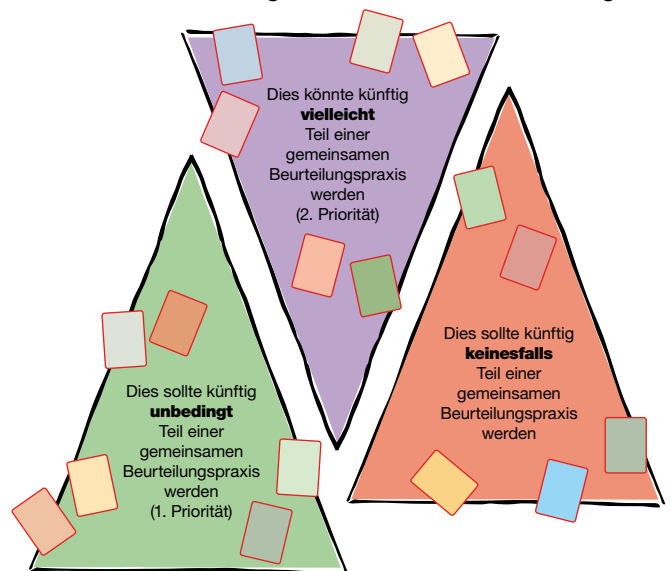 Dies könnte künftig
vielleicht
Teil einer
gemeinsamen
Beurteilungspraxis
werden
(2. Priorität)
Dies sollte künftig
keinesfalls
Teil einer
gemeinsamen
Beurteilungspraxis
werden
Dies sollte künftig
unbedingt
Teil einer
gemeinsamen
Beurteilungspraxis
werden
(1. Priorität)